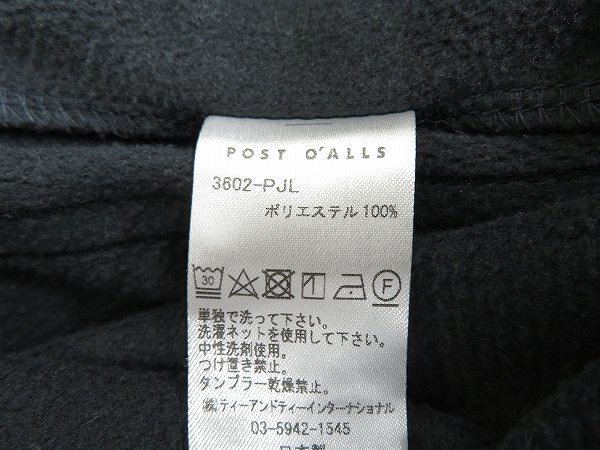 POST O'ALLS
3602-PJL
ポリエステル 100%
30
F
単独で洗って下さい。
洗濯ネットを使用して下さい。
中性洗剤使用。
つけ置き禁止。
タンブラー乾燥禁止。
㈱ティーアンドティーインターナショナル
03-5942-1545
日本製